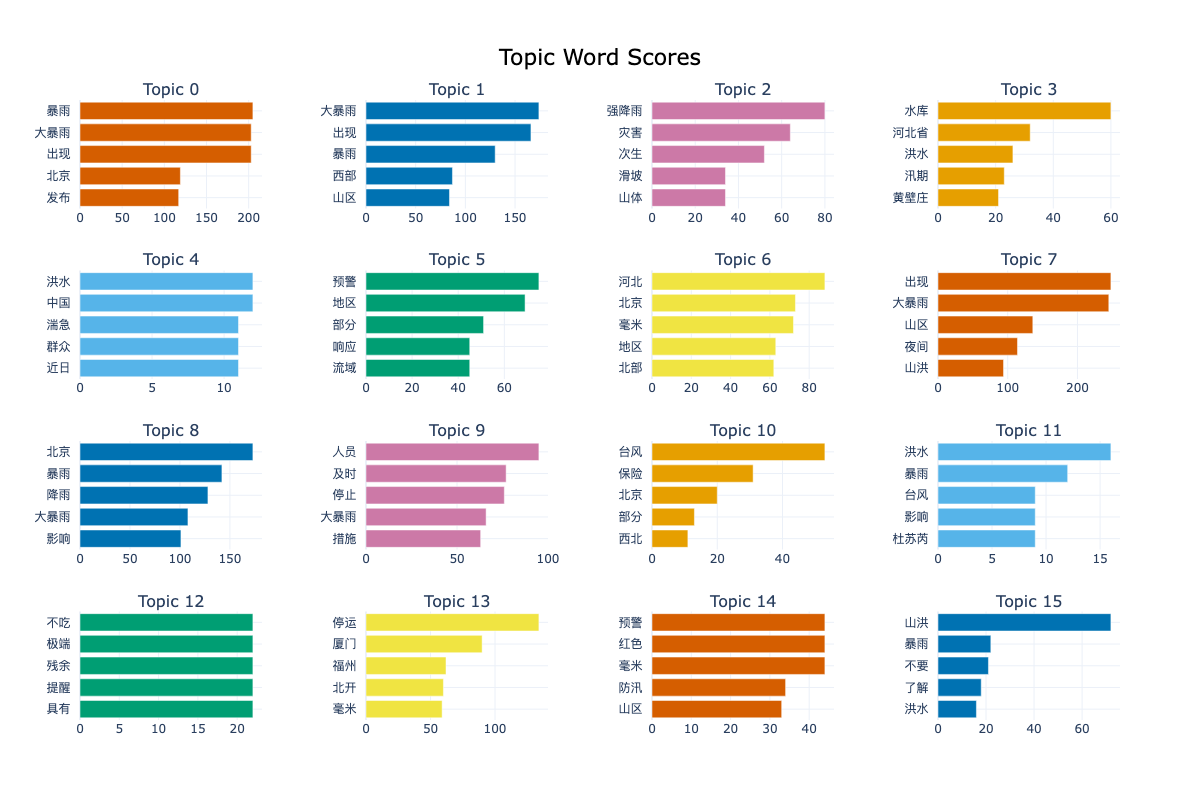 Topic Word Scores
Topic 0
暴雨
大暴雨
出现
北京
发布
0 50 100 150 200
Topic 1
大暴雨
出现
暴雨
西部
山区
0 50 100 150
Topic 2
强降雨
灾害
次生
滑坡
山体
0 20 40 60 80
Topic 3
水库
河北省
洪水
汛期
黄壁庄
0 20 40 60
Topic 4
洪水
中国
湍急
群众
近日
0 5 10
Topic 5
预警
地区
部分
响应
流域
0 20 40 60
Topic 6
河北
北京
毫米
地区
北部
0 20 40 60 80
Topic 7
出现
大暴雨
山区
夜间
山洪
0 100 200
Topic 8
北京
暴雨
降雨
大暴雨
影响
0 50 100 150
Topic 9
人员
及时
停止
大暴雨
措施
0 50 100
Topic 10
台风
保险
北京
部分
西北
0 20 40
Topic 11
洪水
暴雨
台风
影响
杜苏芮
0 5 10 15
Topic 12
不吃
极端
残余
提醒
具有
0 5 10 15 20
Topic 13
停运
厦门
福州
北开
毫米
0 50 100
Topic 14
预警
红色
毫米
防汛
山区
0 10 20 30 40
Topic 15
山洪
暴雨
不要
了解
洪水
0 20 40 60